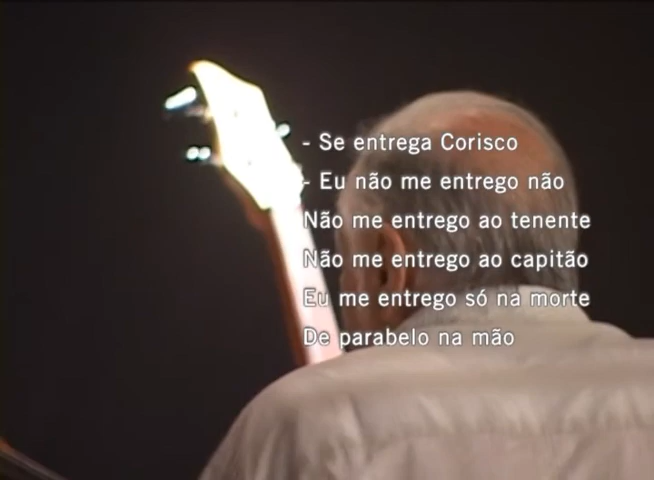 - Se entrega Corisco
- Eu não me entrego não
Não me entrego ao tenente
Não me entrego ao capitão
Eu me entrego só na morte
De parabelo na mão